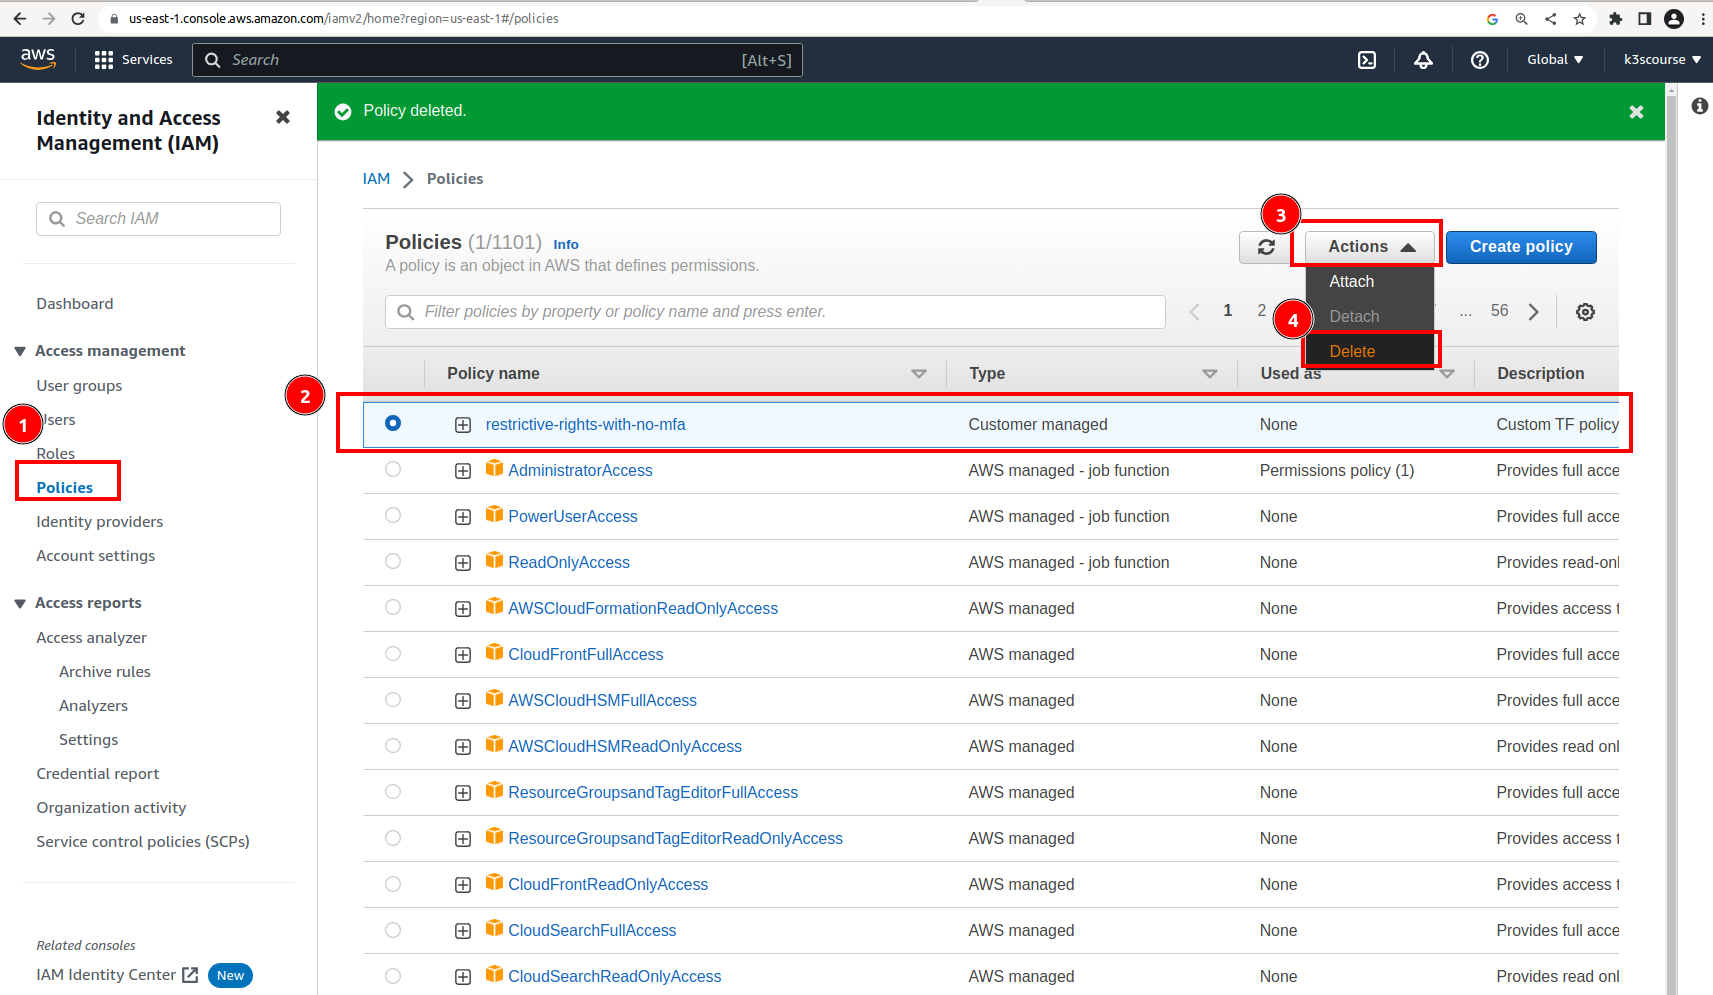 us-east-1.console.aws.amazon.com/iamv2/home?region=us-east-1#/policies
aws
Services
Search
[Alt+S]
Global
k3scourse
Identity and Access
Management (IAM)
Search IAM
Dashboard
Access management
User groups
1
Users
Roles
Policies
Identity providers
Account settings
Access reports
Access analyzer
Archive rules
Analyzers
Settings
Credential report
Organization activity
Service control policies (SCPs)
Related consoles
IAM Identity Center New
Policy deleted.
IAM Policies
Policies (1/1101) Info
A policy is an object in AWS that defines permissions.
3
Actions
Create policy
Attach
Detach
4
Delete
Filter policies by property or policy name and press enter.
1 2 ... 56
Policy name Type Used as Description
2
restrictive-rights-with-no-mfa Customer managed None Custom TF policy
AdministratorAccess AWS managed - job function Permissions policy (1) Provides full acce
PowerUserAccess AWS managed - job function None Provides full acce
ReadOnlyAccess AWS managed - job function None Provides read-onl
AWSCloudFormationReadOnlyAccess AWS managed None Provides access t
CloudFrontFullAccess AWS managed None Provides full acce
AWSCloudHSMFullAccess AWS managed None Provides full acce
AWSCloudHSMReadOnlyAccess AWS managed None Provides read onl
ResourceGroupsandTagEditorFullAccess AWS managed None Provides full acce
ResourceGroupsandTagEditorReadOnlyAccess AWS managed None Provides access t
CloudFrontReadOnlyAccess AWS managed None Provides access t
CloudSearchFullAccess AWS managed None Provides full acce
CloudSearchReadOnlyAccess AWS managed None Provides read onl